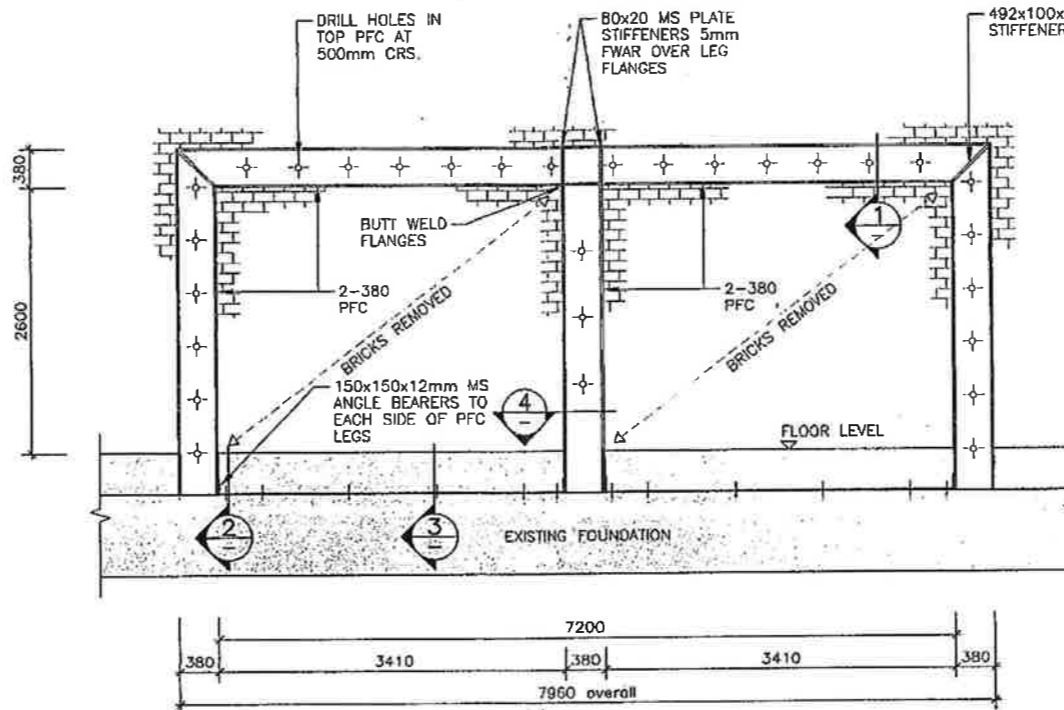 DRILL HOLES IN
TOP PFC AT
500mm CRS.
80x20 MS PLATE
STIFFENERS 5mm
FWAR OVER LEG
FLANGES
492x100x
STIFFENER
380
2600
BUTT WELD
FLANGES
1
-
2-380
PFC
2-380
PFC
BRICKS REMOVED
BRICKS REMOVED
150x150x12mm MS
ANGLE BEARERS TO
EACH SIDE OF PFC
LEGS
4
-
FLOOR LEVEL
2
-
3
-
EXISTING FOUNDATION
7200
380
3410
380
3410
380
7960 overall